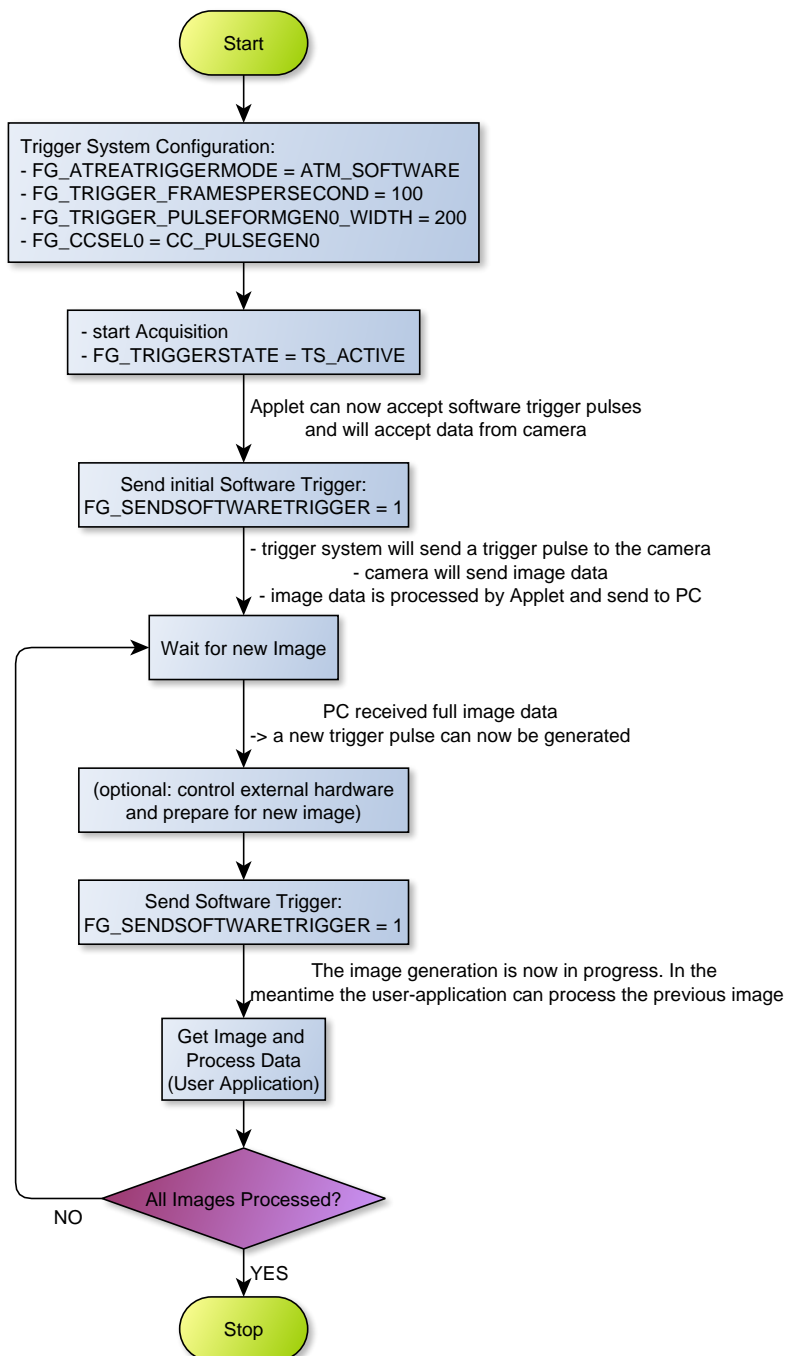 Start
Trigger System Configuration:
- FG_ATREATRIGGERMODE = ATM_SOFTWARE
- FG_TRIGGER_FRAMESPERSECOND = 100
- FG_TRIGGER_PULSEFORMGEN0_WIDTH = 200
- FG_CCSEL0 = CC_PULSEGEN0
- start Acquisition
- FG_TRIGGERSTATE = TS_ACTIVE
Applet can now accept software trigger pulses
and will accept data from camera
Send initial Software Trigger:
FG_SENDSOFTWARETRIGGER = 1
- trigger system will send a trigger pulse to the camera
- camera will send image data
- image data is processed by Applet and send to PC
Wait for new Image
PC received full image data
-> a new trigger pulse can now be generated
(optional: control external hardware
and prepare for new image)
Send Software Trigger:
FG_SENDSOFTWARETRIGGER = 1
The image generation is now in progress. In the
meantime the user-application can process the previous image
Get Image and
Process Data
(User Application)
All Images Processed?
NO
YES
Stop